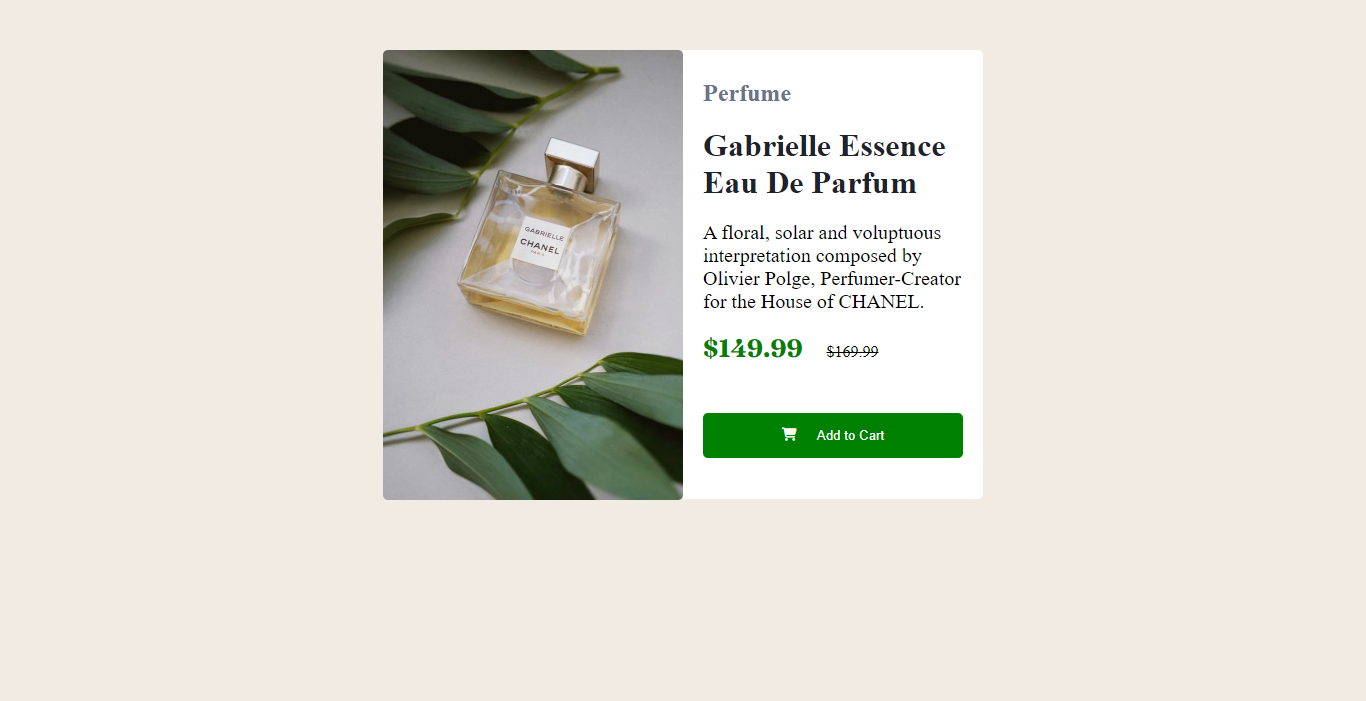 Perfume
Gabrielle Essence
Eau De Parfum
A floral, solar and voluptuous
interpretation composed by
Olivier Polge, Perfumer-Creator
for the House of CHANEL.
$149.99 $169.99
Add to Cart
GABRIELLE
CHANEL
PARIS